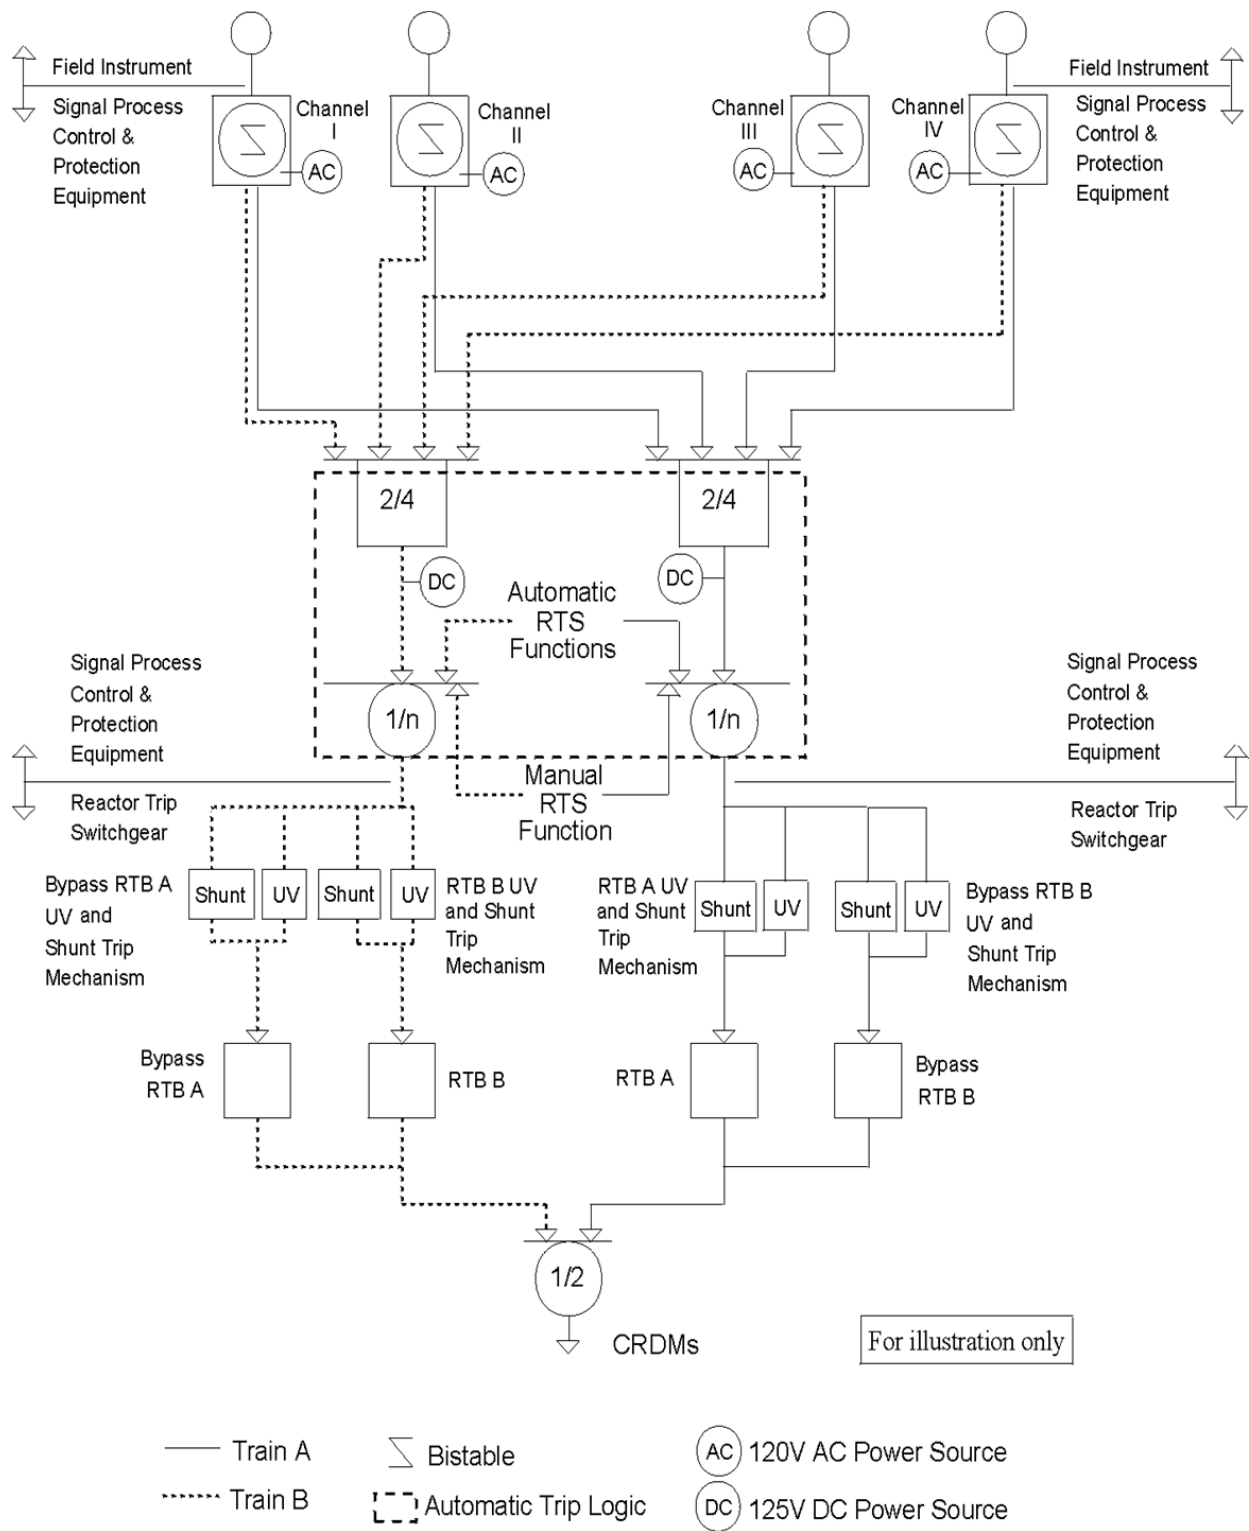 Field Instrument
Signal Process
Control &
Protection
Equipment
Channel
I
AC
Channel
II
AC
Channel
III
AC
Channel
IV
AC
Field Instrument
Signal Process
Control &
Protection
Equipment
2/4
2/4
DC
DC
Automatic
RTS
Functions
1/n
1/n
Signal Process
Control &
Protection
Equipment
Reactor Trip
Switchgear
Manual
RTS
Function
Signal Process
Control &
Protection
Equipment
Reactor Trip
Switchgear
Bypass RTB A
UV and
Shunt Trip
Mechanism
Shunt
UV
Shunt
UV
RTB B UV
and Shunt
Trip
Mechanism
RTB A UV
and Shunt
Trip
Mechanism
Shunt
UV
Shunt
UV
Bypass RTB B
UV and
Shunt Trip
Mechanism
Bypass
RTB A
RTB B
RTB A
Bypass
RTB B
1/2
CRDMs
For illustration only
Train A
Bistable
AC
120V AC Power Source
Train B
Automatic Trip Logic
DC
125V DC Power Source